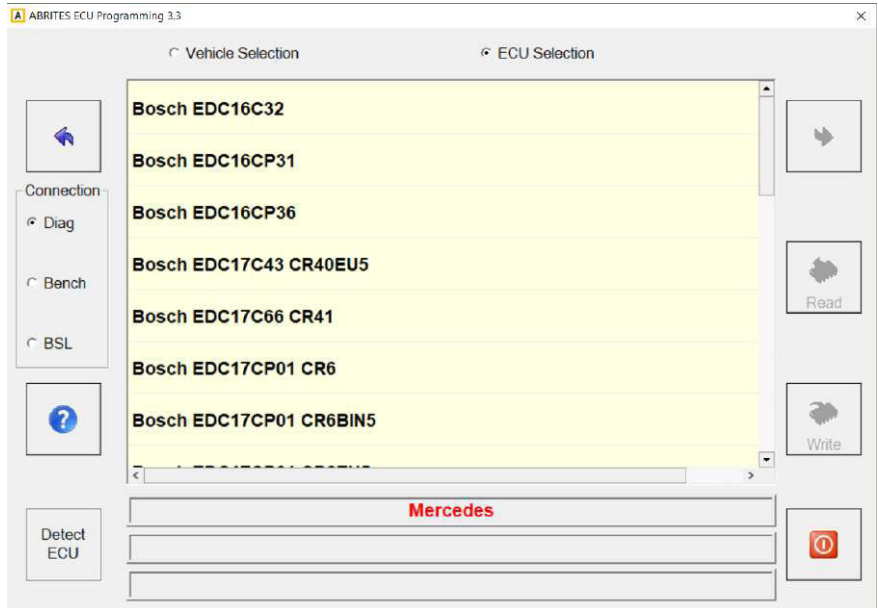 A ABRITES ECU Programming 3.3
Vehicle Selection
ECU Selection
Bosch EDC16C32
Bosch EDC16CP31
Bosch EDC16CP36
Bosch EDC17C43 CR40EU5
Bosch EDC17C66 CR41
Bosch EDC17CP01 CR6
Bosch EDC17CP01 CR6BIN5
Connection
Diag
Bench
BSL
?
Detect
ECU
Mercedes
Read
Write